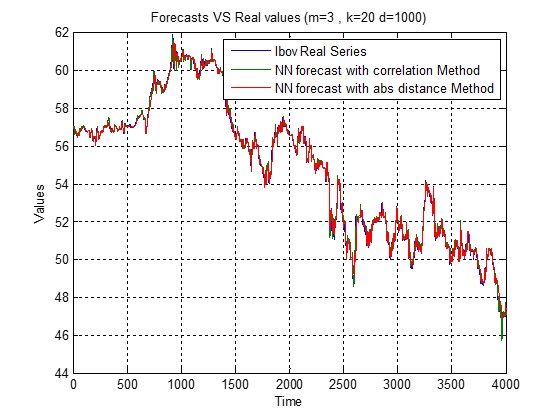 Forecasts VS Real values (m=3 , k=20 d=1000)
Ibov Real Series
NN forecast with correlation Method
NN forecast with abs distance Method
Values
62
60
58
56
54
52
50
48
46
44
0 500 1000 1500 2000 2500 3000 3500 4000
Time